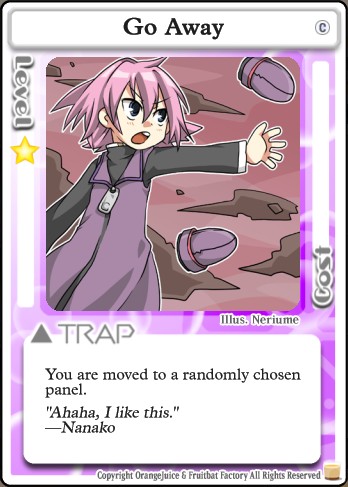 Go Away
©
Level
Cost
Illus. Neriume
TRAP
You are moved to a randomly chosen
panel.
"Ahaha, I like this."
—Nanako
Copyright Orangejuice & Fruitbat Factory All Rights Reserved